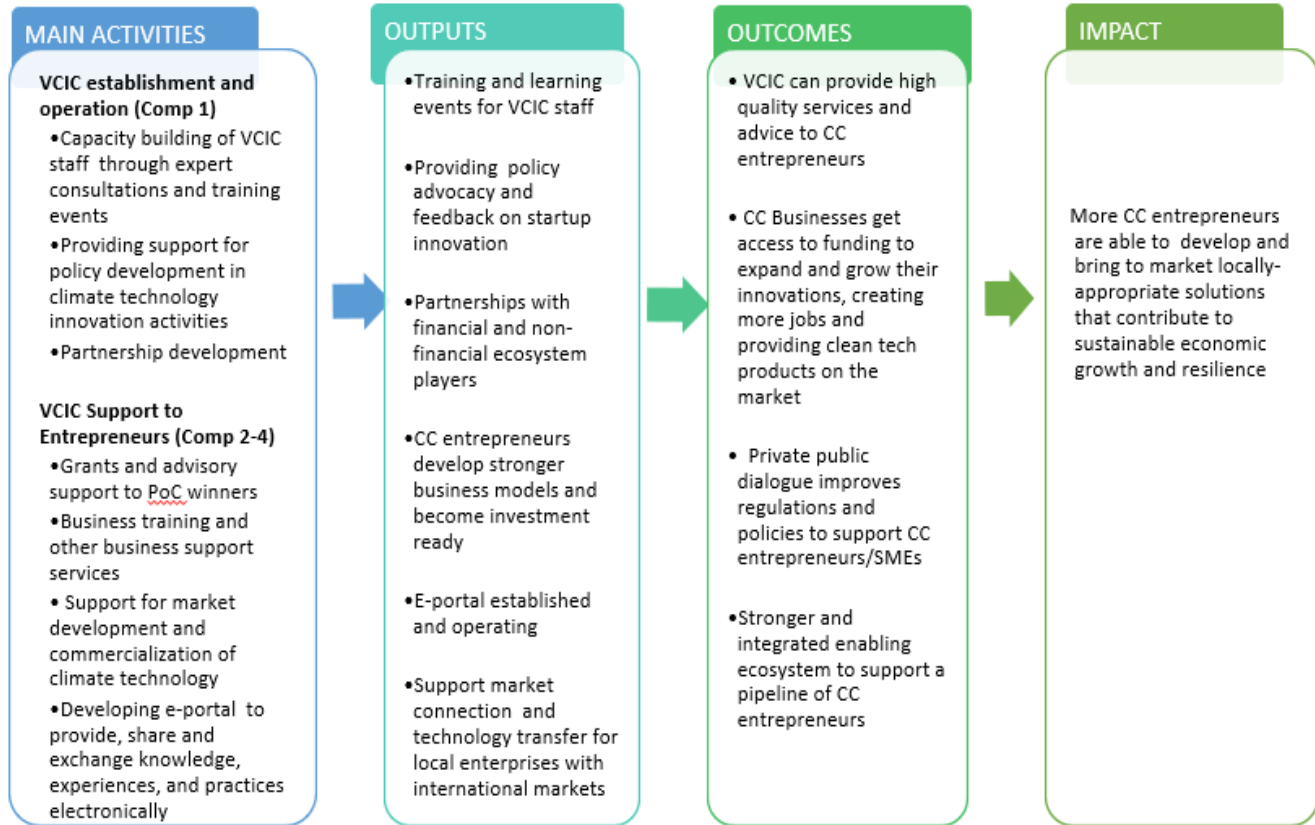 MAIN ACTIVITIES
VCIC establishment and
operation (Comp 1)
•Capacity building of VCIC
staff through expert
consultations and training
events
•Providing support for
policy development in
climate technology
innovation activities
•Partnership development
VCIC Support to
Entrepreneurs (Comp 2-4)
•Grants and advisory
support to PoC winners
•Business training and
other business support
services
• Support for market
development and
commercialization of
climate technology
•Developing e-portal to
provide, share and
exchange knowledge,
experiences, and practices
electronically
OUTPUTS
•Training and learning
events for VCIC staff
•Providing policy
advocacy and
feedback on startup
innovation
•Partnerships with
financial and non-
financial ecosystem
players
•CC entrepreneurs
develop stronger
business models and
become investment
ready
•E-portal established
and operating
•Support market
connection and
technology transfer for
local enterprises with
international markets
OUTCOMES
• VCIC can provide high
quality services and
advice to CC
entrepreneurs
• CC Businesses get
access to funding to
expand and grow their
innovations, creating
more jobs and
providing clean tech
products on the
market
• Private public
dialogue improves
regulations and
policies to support CC
entrepreneurs/SMEs
•Stronger and
integrated enabling
ecosystem to support a
pipeline of CC
entrepreneurs
IMPACT
More CC entrepreneurs
are able to develop and
bring to market locally-
appropriate solutions
that contribute to
sustainable economic
growth and resilience